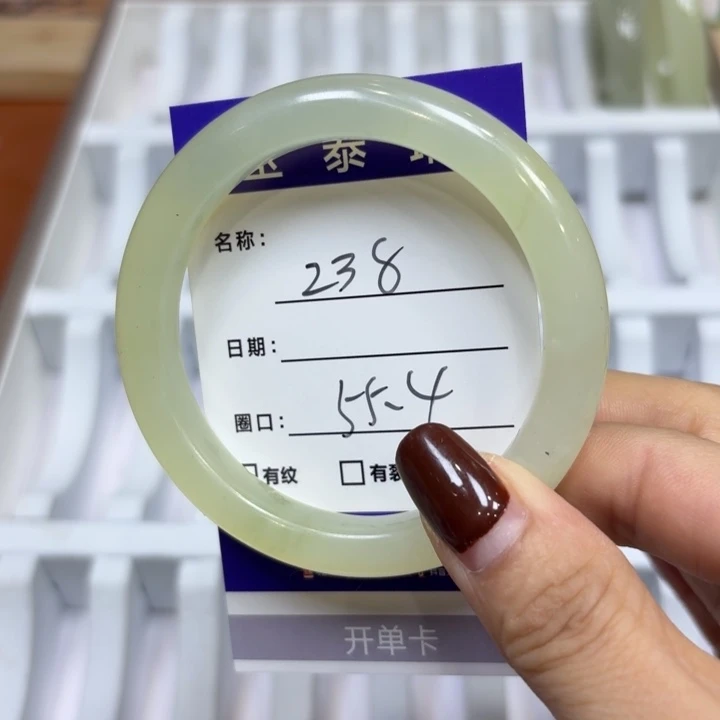 泰
名称: 238
日期:
圈口: 55.4
有纹 有裂
开单卡